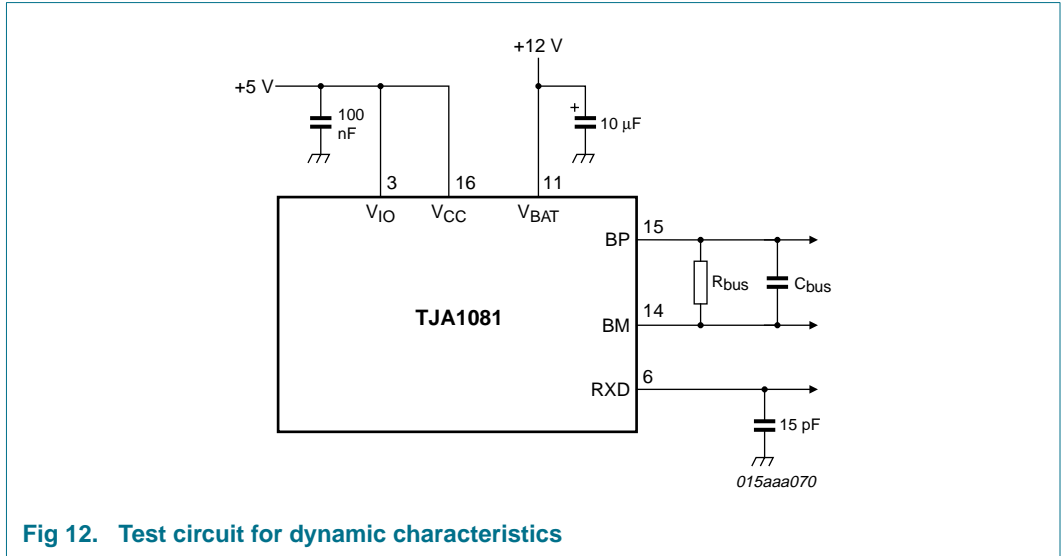 +12 V
+5 V
100
nF
+
10 μF
3
16
11
VIO
VCC
VBAT
BP
15
Rbus
Cbus
TJA1081
BM
14
RXD
6
15 pF
015aaa070
Fig 12. Test circuit for dynamic characteristics